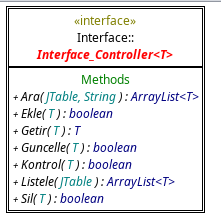 «interface»
Interface::
Interface_Controller<T>
Methods
+ Ara( JTable, String ) : ArrayList<T>
+ Ekle( T ) : boolean
+ Getir( T ) : T
+ Guncelle( T ) : boolean
+ Kontrol( T ) : boolean
+ Listele( JTable ) : ArrayList<T>
+ Sil( T ) : boolean